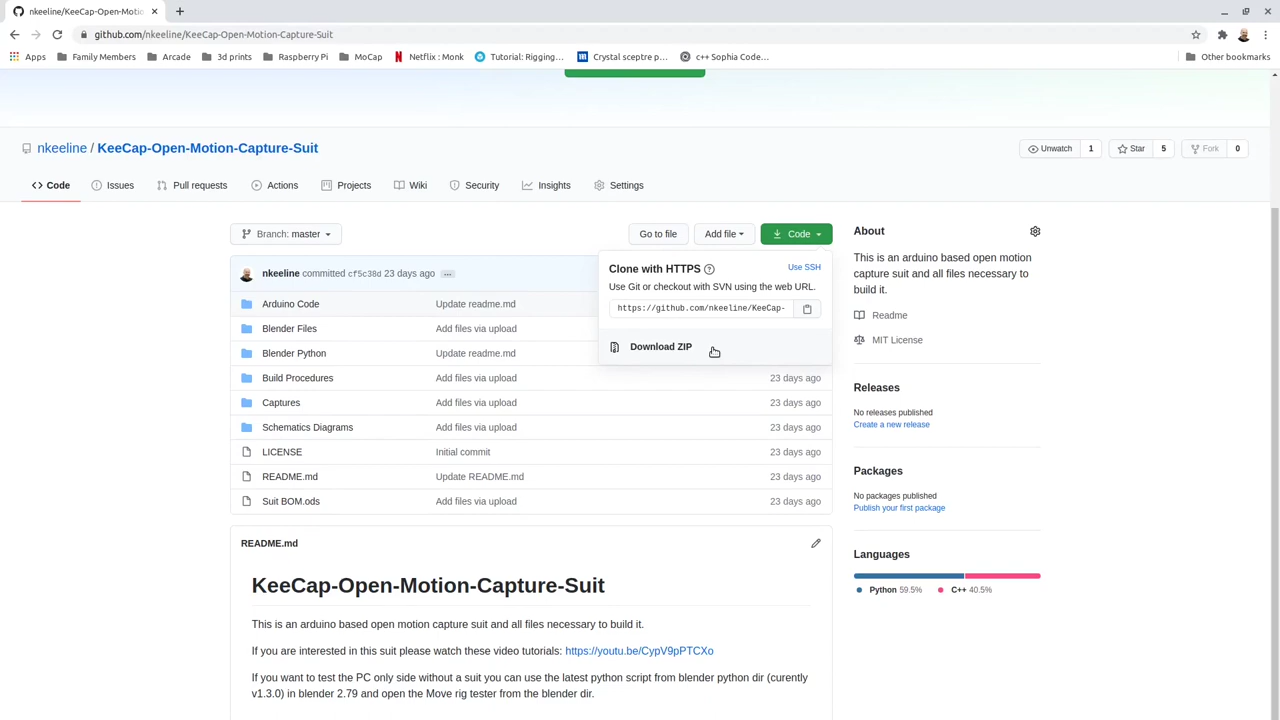 nkeeline/KeeCap-Open-Motio
github.com/nkeeline/KeeCap-Open-Motion-Capture-Suit
Apps Family Members Arcade 3d prints Raspberry Pi MoCap Netflix : Monk Tutorial: Rigging… Crystal sceptre p… c++ Sophia Code… Other bookmarks
nkeeline / KeeCap-Open-Motion-Capture-Suit
Unwatch 1 Star 5 Fork 0
Code Issues Pull requests Actions Projects Wiki Security Insights Settings
Branch: master Go to file Add file Code
nkeeline committed cf5c38d 23 days ago ...
Clone with HTTPS ? Use SSH
Use Git or checkout with SVN using the web URL.
https://github.com/nkeeline/KeeCap-
Download ZIP
Arduino Code Update readme.md
Blender Files Add files via upload
Blender Python Update readme.md
Build Procedures Add files via upload 23 days ago
Captures Add files via upload 23 days ago
Schematics Diagrams Add files via upload 23 days ago
LICENSE Initial commit 23 days ago
README.md Update README.md 23 days ago
Suit BOM.ods Add files via upload 23 days ago
README.md
KeeCap-Open-Motion-Capture-Suit
This is an arduino based open motion capture suit and all files necessary to build it.
If you are interested in this suit please watch these video tutorials: https://youtu.be/CypV9pPTCXo
If you want to test the PC only side without a suit you can use the latest python script from blender python dir (curently
v1.3.0) in blender 2.79 and open the Move rig tester from the blender dir.
About
This is an arduino based open motion
capture suit and all files necessary to
build it.
Readme
MIT License
Releases
No releases published
Create a new release
Packages
No packages published
Publish your first package
Languages
Python 59.5% C++ 40.5%